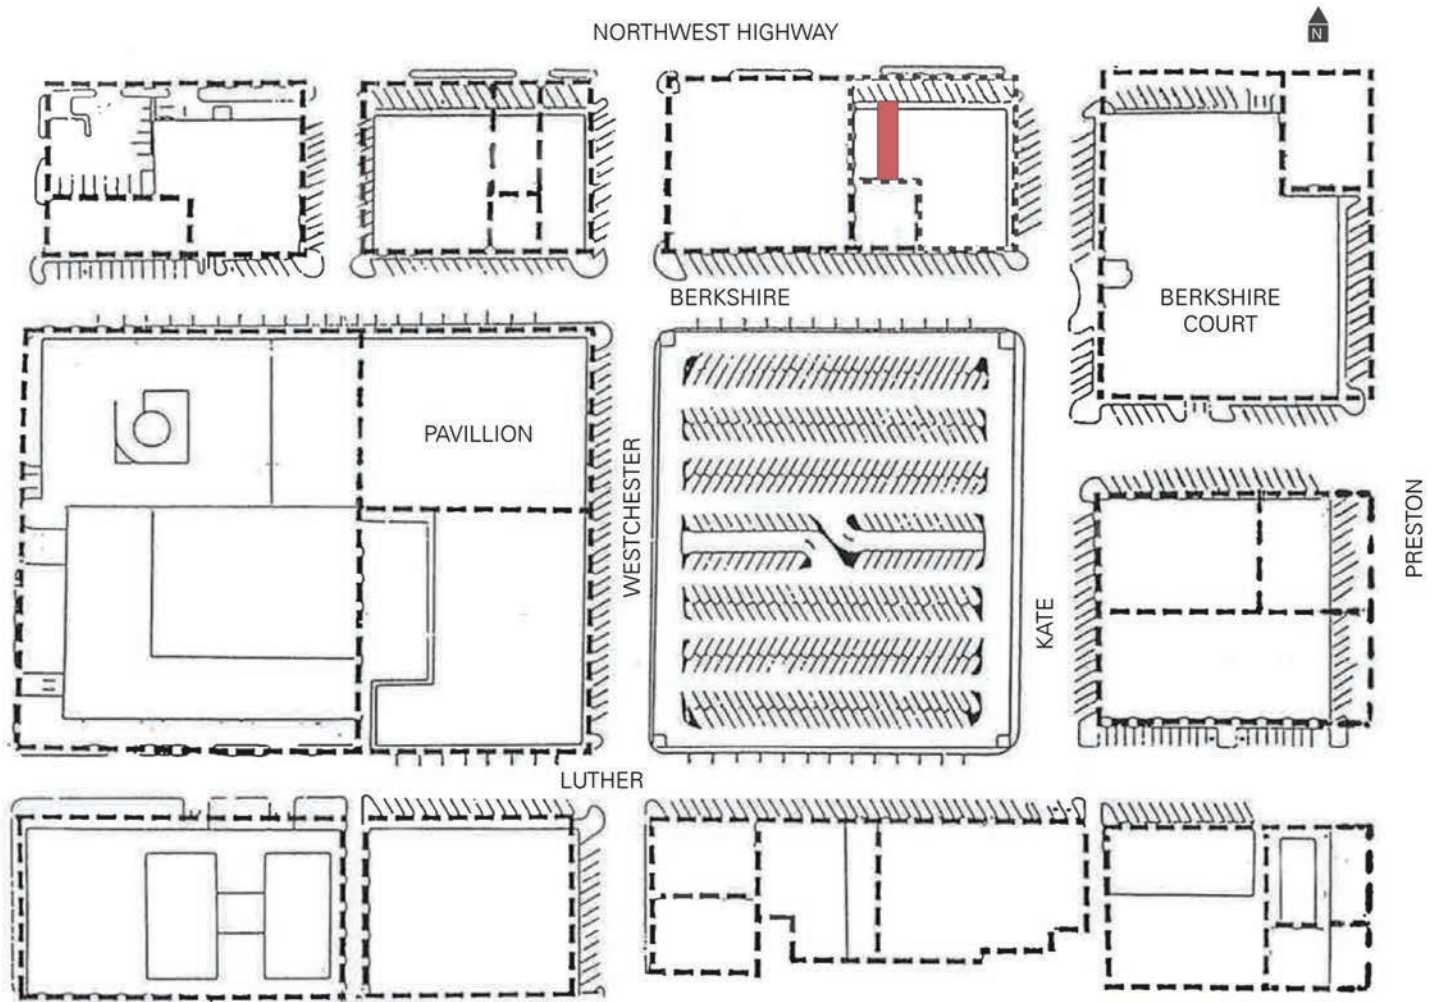 NORTHWEST HIGHWAY
N
BERKSHIRE
BERKSHIRE
COURT
PAVILLION
WESTCHESTER
KATE
PRESTON
LUTHER